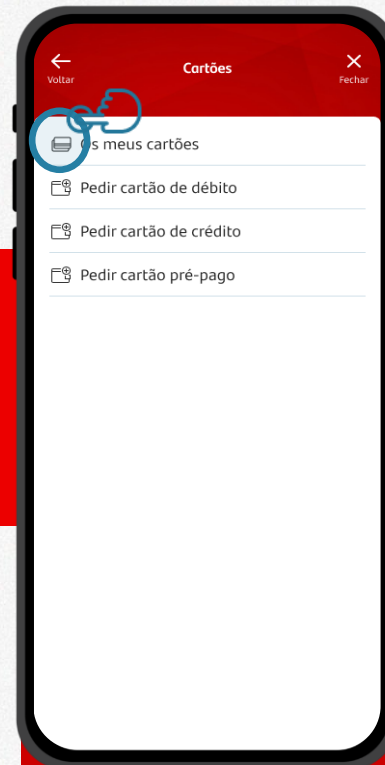 Cartões
Voltar
Fechar
Os meus cartões
Pedir cartão de débito
Pedir cartão de crédito
Pedir cartão pré-pago